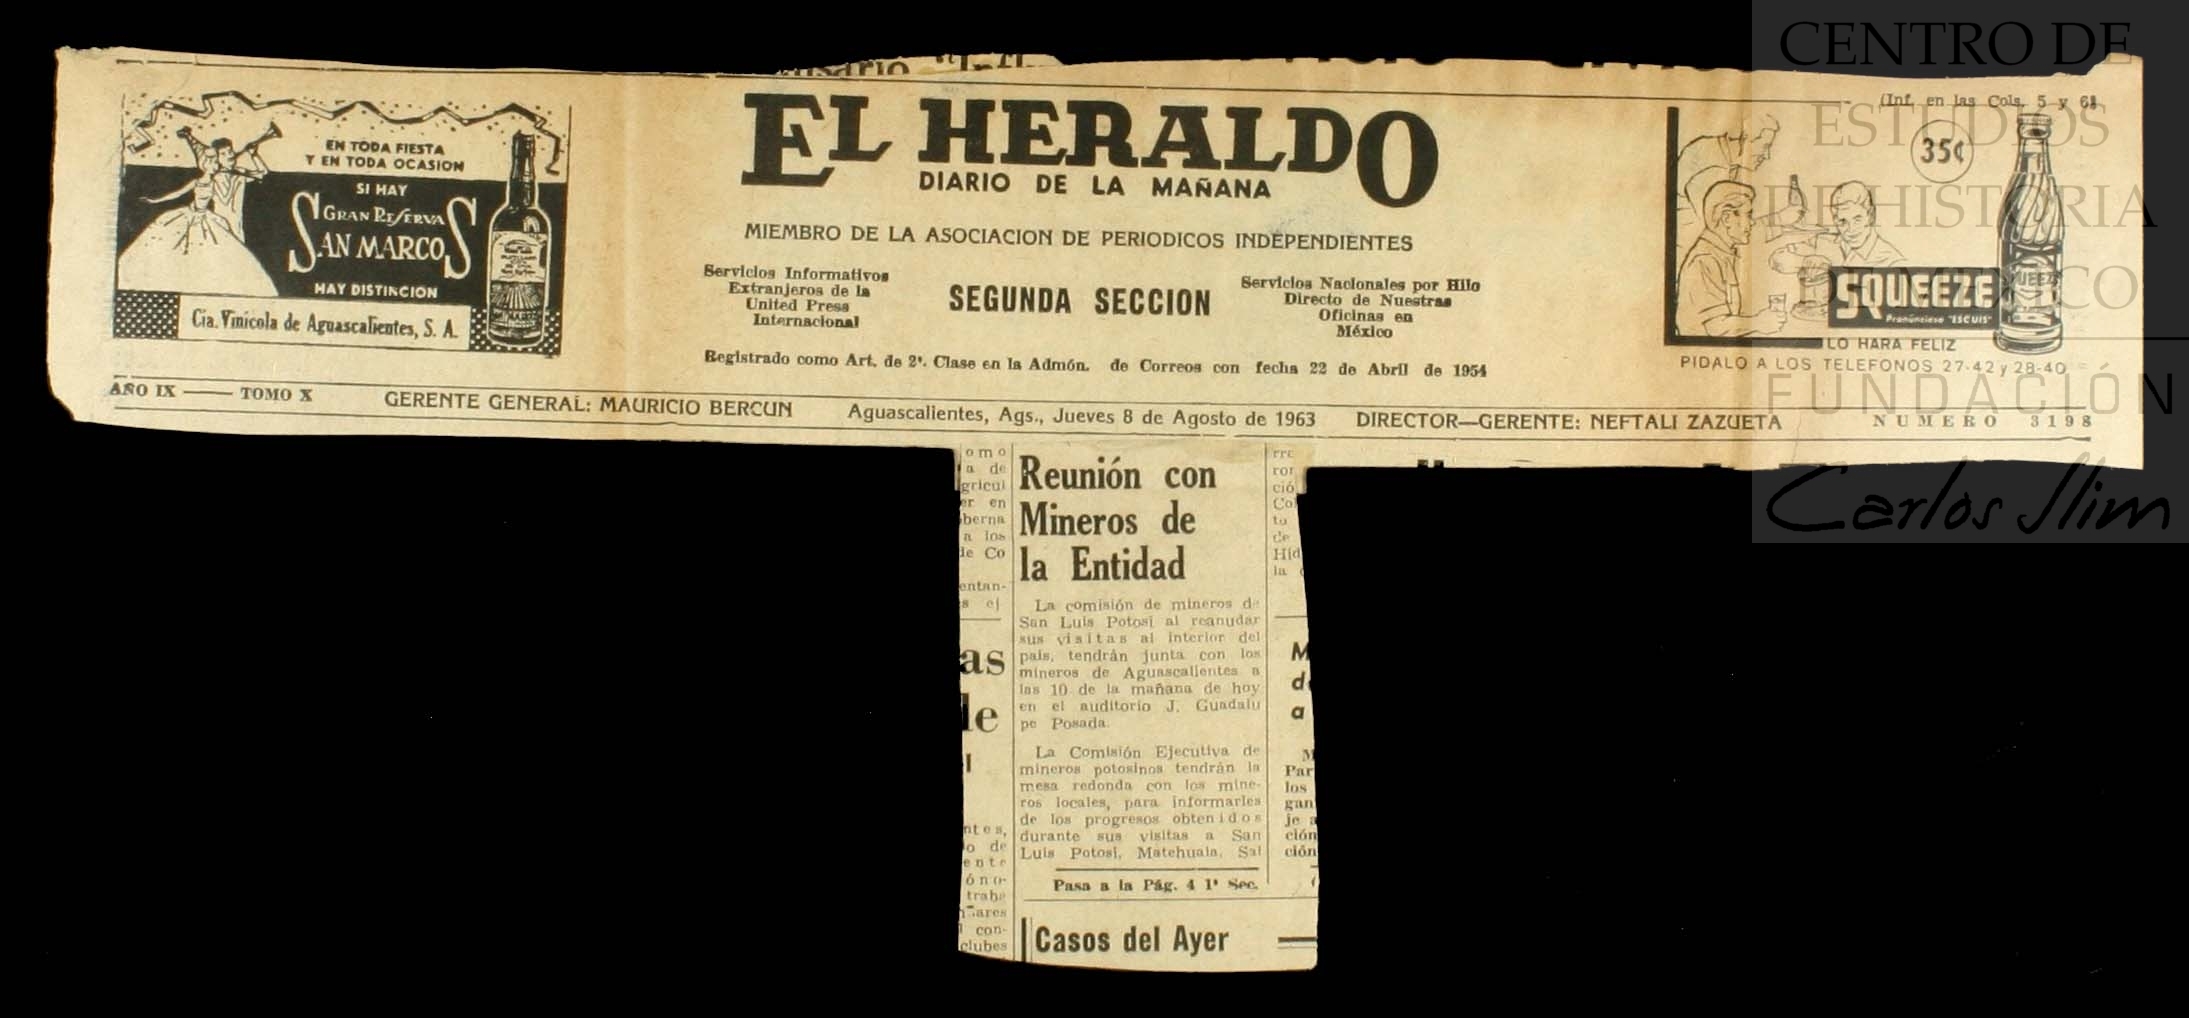 EN TODA FIESTA
Y EN TODA OCASION
SI HAY
GRAN RESERVA
SAN MARCOS
HAY DISTINCION
Cía. Vinícola de Aguascalientes, S. A.
EL HERALDO
DIARIO DE LA MAÑANA
MIEMBRO DE LA ASOCIACION DE PERIODICOS INDEPENDIENTES
Servicios Informativos
Extranjeros de la
United Press
Internacional
SEGUNDA SECCION
Servicios Nacionales por Hilo
Directo de Nuestras
Oficinas en
México
Registrado como Art. de 2ª. Clase en la Admón. de Correos con fecha 22 de Abril de 1954
(Inf. en las Cols. 5 y 6)
35¢
SQUEEZE
Pronúnciese "ESCUIS"
LO HARA FELIZ
PIDALO A LOS TELEFONOS 27-42 y 28-40
AÑO IX —— TOMO X GERENTE GENERAL: MAURICIO BERCUN Aguascalientes, Ags., Jueves 8 de Agosto de 1963 DIRECTOR—GERENTE: NEFTALI ZAZUETA NUMERO 3198
Reunión con
Mineros de
la Entidad
La comisión de mineros de
San Luis Potosí al reanudar
sus visitas al interior del
país, tendrán junta con los
mineros de Aguascalientes a
las 10 de la mañana de hoy
en el auditorio J. Guadalu
pe Posada.
La Comisión Ejecutiva de
mineros potosinos tendrán la
mesa redonda con los mine-
ros locales, para informarles
de los progresos obtenidos
durante sus visitas a San
Luis Potosí, Matehuala, Sal
Pasa a la Pág. 4 1ª Sec.
Casos del Ayer
CENTRO DE
ESTUDIOS
DE HISTORIA
DE MÉXICO
FUNDACIÓN
Carlos Slim